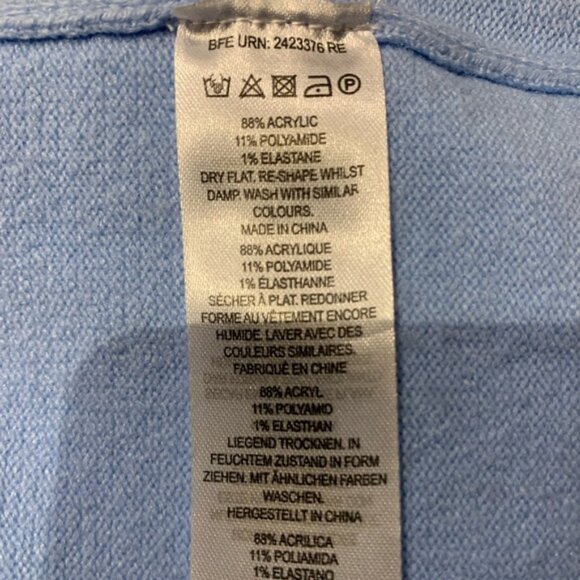 BFE URN: 2423376 RE
P
88% ACRYLIC
11% POLYAMIDE
1% ELASTANE
DRY FLAT. RE-SHAPE WHILST
DAMP. WASH WITH SIMILAR
COLOURS.
MADE IN CHINA
88% ACRYLIQUE
11% POLYAMIDE
1% ÉLASTHANNE
SÉCHER À PLAT. REDONNER
FORME AU VÊTEMENT ENCORE
HUMIDE. LAVER AVEC DES
COULEURS SIMILAIRES.
FABRIQUÉ EN CHINE
88% ACRYL
11% POLYAMID
1% ELASTHAN
LIEGEND TROCKNEN. IN
FEUCHTEM ZUSTAND IN FORM
ZIEHEN. MIT ÄHNLICHEN FARBEN
WASCHEN.
HERGESTELLT IN CHINA
88% ACRILICA
11% POLIAMIDA
1% ELASTANO